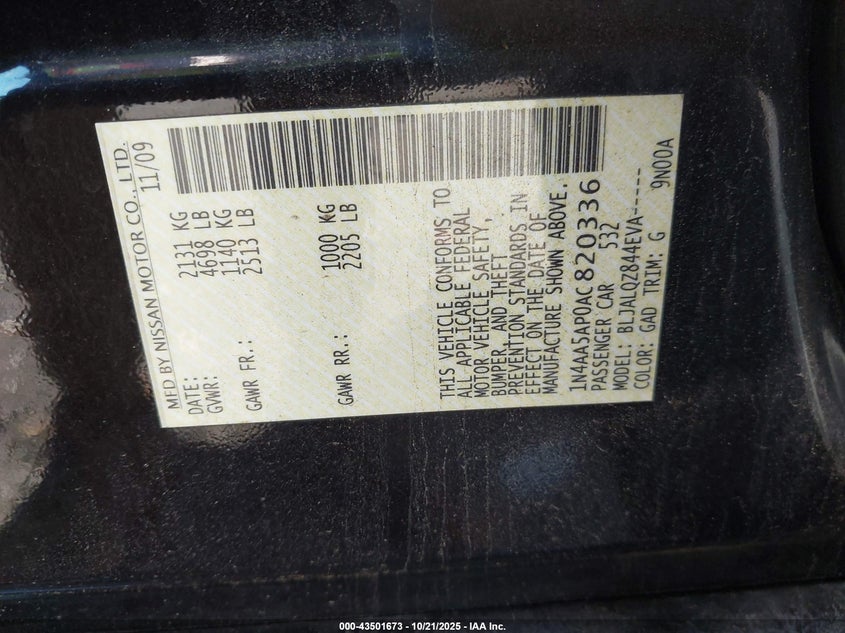 MFD BY NISSAN MOTOR CO., LTD.
DATE: 11/09
GVWR: 2131 KG
4698 LB
GAWR FR.: 1140 KG
2513 LB
GAWR RR.: 1000 KG
2205 LB
THIS VEHICLE CONFORMS TO
ALL APPLICABLE FEDERAL
MOTOR VEHICLE SAFETY,
BUMPER, AND THEFT
PREVENTION STANDARDS IN
EFFECT ON THE DATE OF
MANUFACTURE SHOWN ABOVE.
1N4AA5AP0AC820336
PASSENGER CAR 532
MODEL: BLJALQZ844EVA-----
COLOR: GAD TRIM: G 9N00A
000-43501673 - 10/21/2025 - IAA Inc.